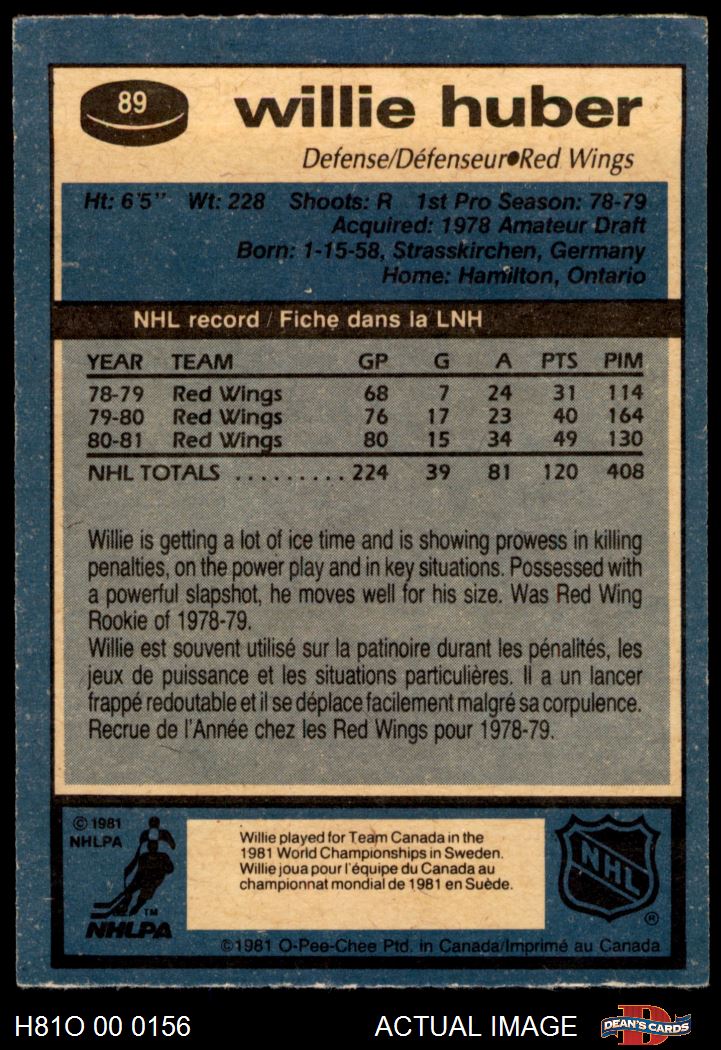 89
willie huber
Defense/Défenseur●Red Wings
Ht: 6'5" Wt: 228 Shoots: R 1st Pro Season: 78-79
Acquired: 1978 Amateur Draft
Born: 1-15-58, Strasskirchen, Germany
Home: Hamilton, Ontario
NHL record / Fiche dans la LNH
YEAR TEAM GP G A PTS PIM
78-79 Red Wings 68 7 24 31 114
79-80 Red Wings 76 17 23 40 164
80-81 Red Wings 80 15 34 49 130
NHL TOTALS ......... 224 39 81 120 408
Willie is getting a lot of ice time and is showing prowess in killing
penalties, on the power play and in key situations. Possessed with
a powerful slapshot, he moves well for his size. Was Red Wing
Rookie of 1978-79.
Willie est souvent utilisé sur la patinoire durant les pénalités, les
jeux de puissance et les situations particulières. Il a un lancer
frappé redoutable et il se déplace facilement malgré sa corpulence.
Recrue de l'Année chez les Red Wings pour 1978-79.
© 1981
NHLPA
TM
NHLPA
Willie played for Team Canada in the
1981 World Championships in Sweden.
Willie joua pour l'équipe du Canada au
championnat mondial de 1981 en Suède.
NHL
®
©1981 O-Pee-Chee Ptd. in Canada/Imprimé au Canada
H81O 00 0156 ACTUAL IMAGE
D
DEAN'S CARDS